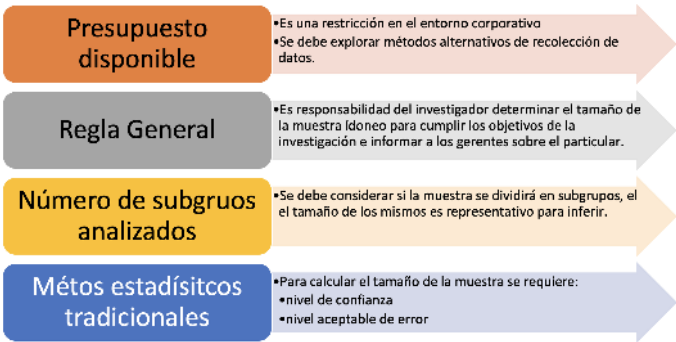 Presupuesto
disponible
•Es una restricción en el entorno corporativo
•Se debe explorar métodos alternativos de recolección de
datos.
Regla General
•Es responsabilidad del investigador determinar el tamaño de
la muestra ídoneo para cumplir los objetivos de la
investigación e informar a los gerentes sobre el particular.
Número de subgruos
analizados
•Se debe considerar si la muestra se dividirá en subgrupos, el
el tamaño de los mismos es representativo para inferir.
Métos estadísitcos
tradicionales
•Para calcular el tamaño de la muestra se requiere:
•nivel de confianza
•nivel aceptable de error